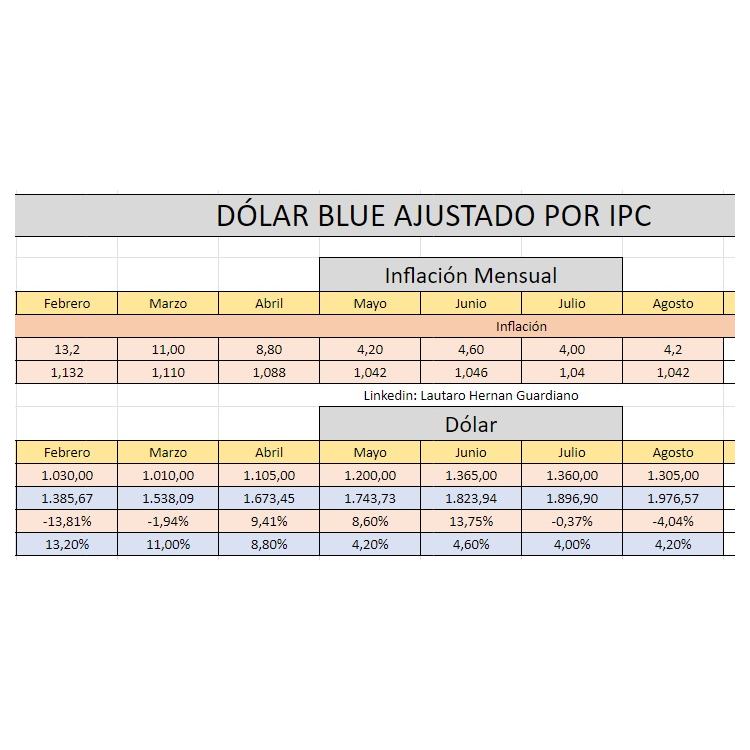 DÓLAR BLUE AJUSTADO POR IPC
Inflación Mensual
Febrero Marzo Abril Mayo Junio Julio Agosto
Inflación
13,2 11,00 8,80 4,20 4,60 4,00 4,2
1,132 1,110 1,088 1,042 1,046 1,04 1,042
Linkedin: Lautaro Hernan Guardiano
Dólar
Febrero Marzo Abril Mayo Junio Julio Agosto
1.030,00 1.010,00 1.105,00 1.200,00 1.365,00 1.360,00 1.305,00
1.385,67 1.538,09 1.673,45 1.743,73 1.823,94 1.896,90 1.976,57
-13,81% -1,94% 9,41% 8,60% 13,75% -0,37% -4,04%
13,20% 11,00% 8,80% 4,20% 4,60% 4,00% 4,20%